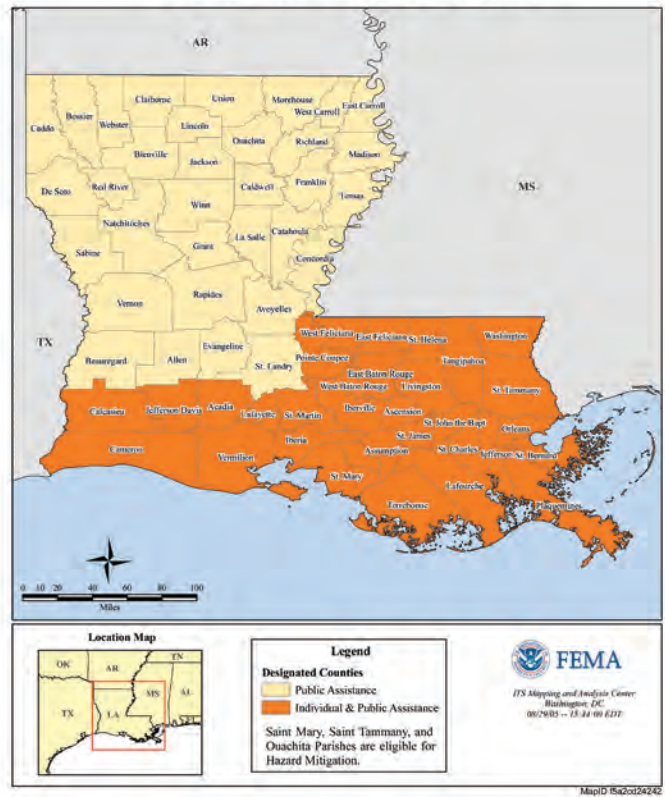 AR
Claiborne
Union
Morehouse
West Carroll
East Carroll
Caddo
Bossier
Webster
Lincoln
Ouachita
Richland
Madison
Bienville
Jackson
De Soto
Red River
Caldwell
Franklin
Tensas
MS
Winn
Natchitoches
La Salle
Catahoula
Sabine
Grant
Concordia
Vernon
Rapides
Avoyelles
TX
Beauregard
Allen
Evangeline
St. Landry
West Feliciana
East Feliciana
St. Helena
Washington
Pointe Coupee
Tangipahoa
East Baton Rouge
West Baton Rouge
Livingston
St. Tammany
Calcasieu
Jefferson Davis
Acadia
Lafayette
St. Martin
Iberville
Ascension
St. John the Bapt
Orleans
Cameron
Vermilion
Iberia
St. James
Assumption
St. Charles
Jefferson
St. Bernard
St. Mary
Lafourche
Terrebonne
Plaquemines
0 10 20 40 60 80 100
Miles
Location Map
OK
AR
TN
MS
AL
TX
LA
Legend
Designated Counties
Public Assistance
Individual & Public Assistance
Saint Mary, Saint Tammany, and
Ouachita Parishes are eligible for
Hazard Mitigation.
FEMA
ITS Mapping and Analysis Center
Washington, DC
08/29/05 -- 15:44:00 EDT
MapID f5a2cd24242